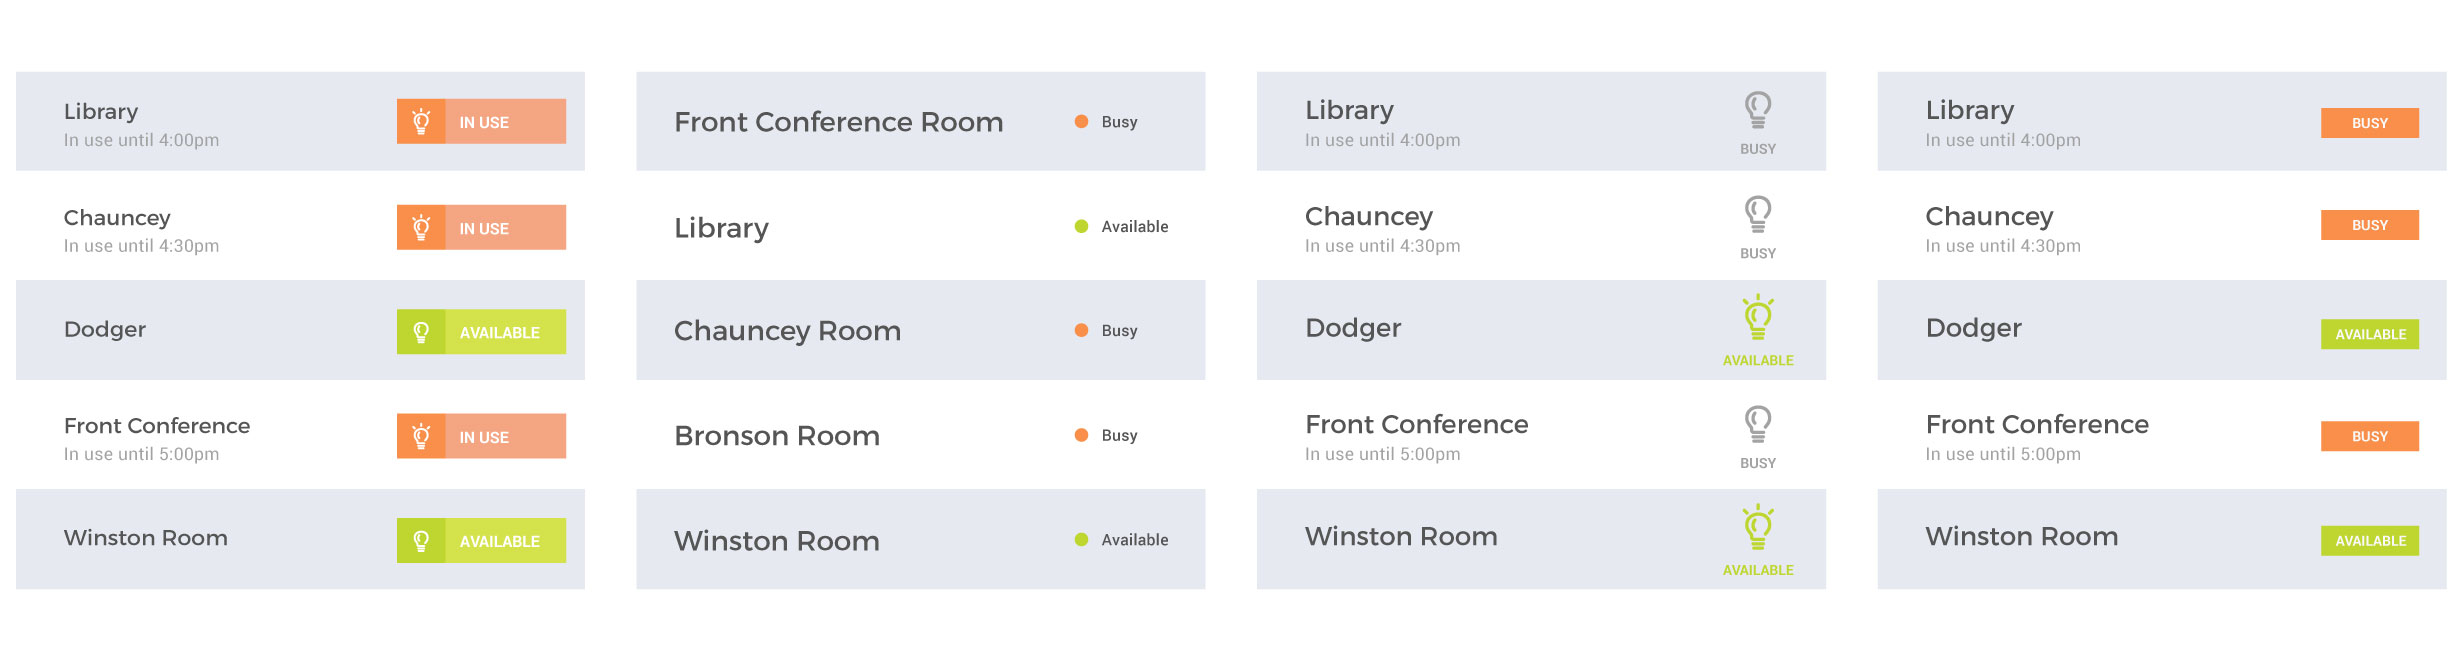 Library
In use until 4:00pm
IN USE
Chauncey
In use until 4:30pm
IN USE
Dodger
AVAILABLE
Front Conference
In use until 5:00pm
IN USE
Winston Room
AVAILABLE
Front Conference Room
Busy
Library
Available
Chauncey Room
Busy
Bronson Room
Busy
Winston Room
Available
Library
In use until 4:00pm
BUSY
Chauncey
In use until 4:30pm
BUSY
Dodger
AVAILABLE
Front Conference
In use until 5:00pm
BUSY
Winston Room
AVAILABLE
Library
In use until 4:00pm
BUSY
Chauncey
In use until 4:30pm
BUSY
Dodger
AVAILABLE
Front Conference
In use until 5:00pm
BUSY
Winston Room
AVAILABLE